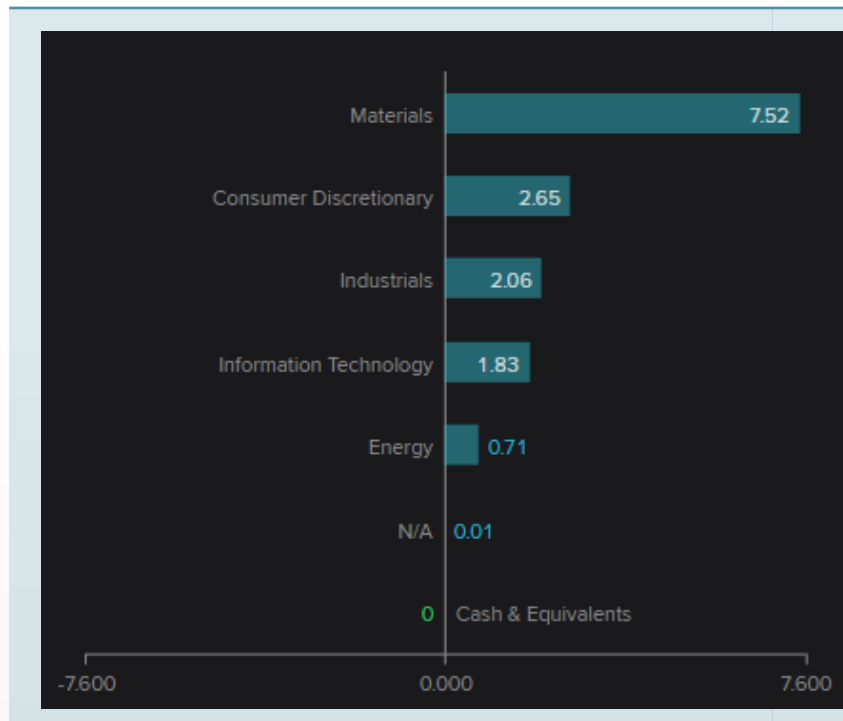 Materials 7.52
Consumer Discretionary 2.65
Industrials 2.06
Information Technology 1.83
Energy 0.71
N/A 0.01
0 Cash & Equivalents
-7.600 0.000 7.600